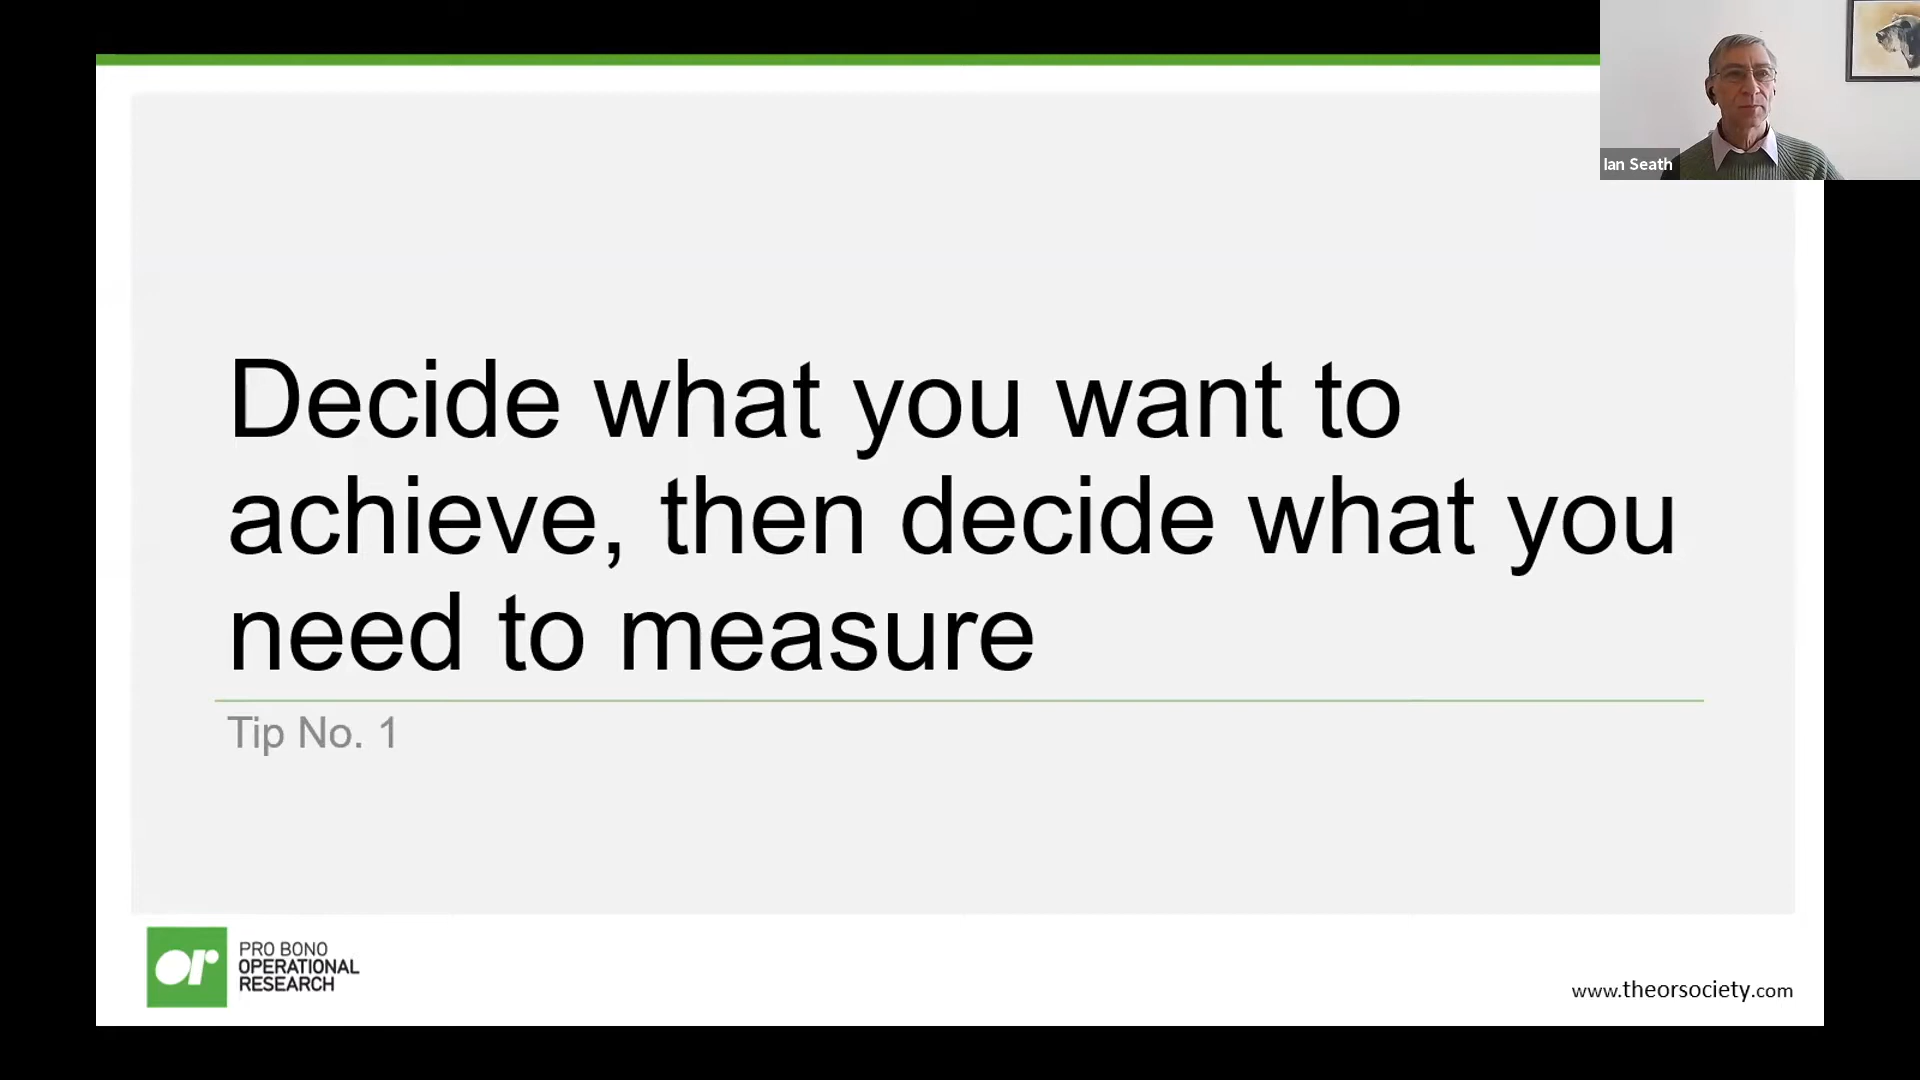 Ian Seath
Decide what you want to
achieve, then decide what you
need to measure
Tip No. 1
or
PRO BONO
OPERATIONAL
RESEARCH
www.theorsociety.com